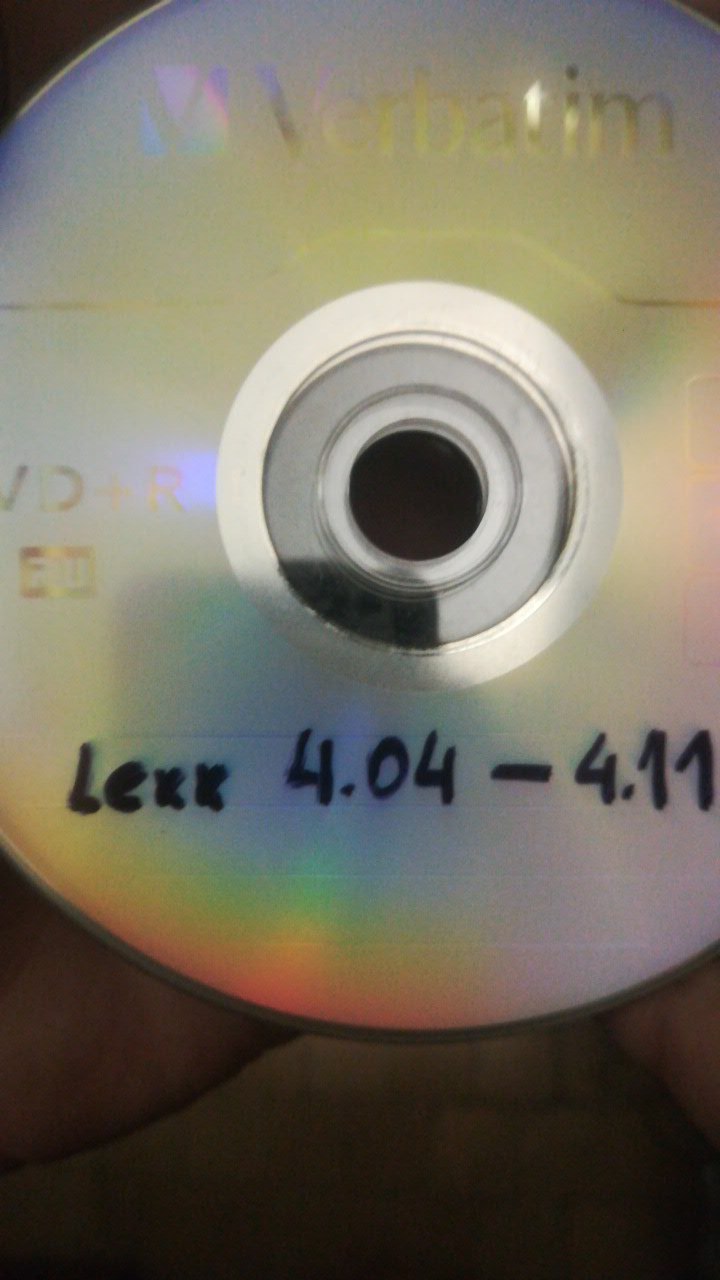 Verbatim
VD+R
Lexx 4.04 - 4.11